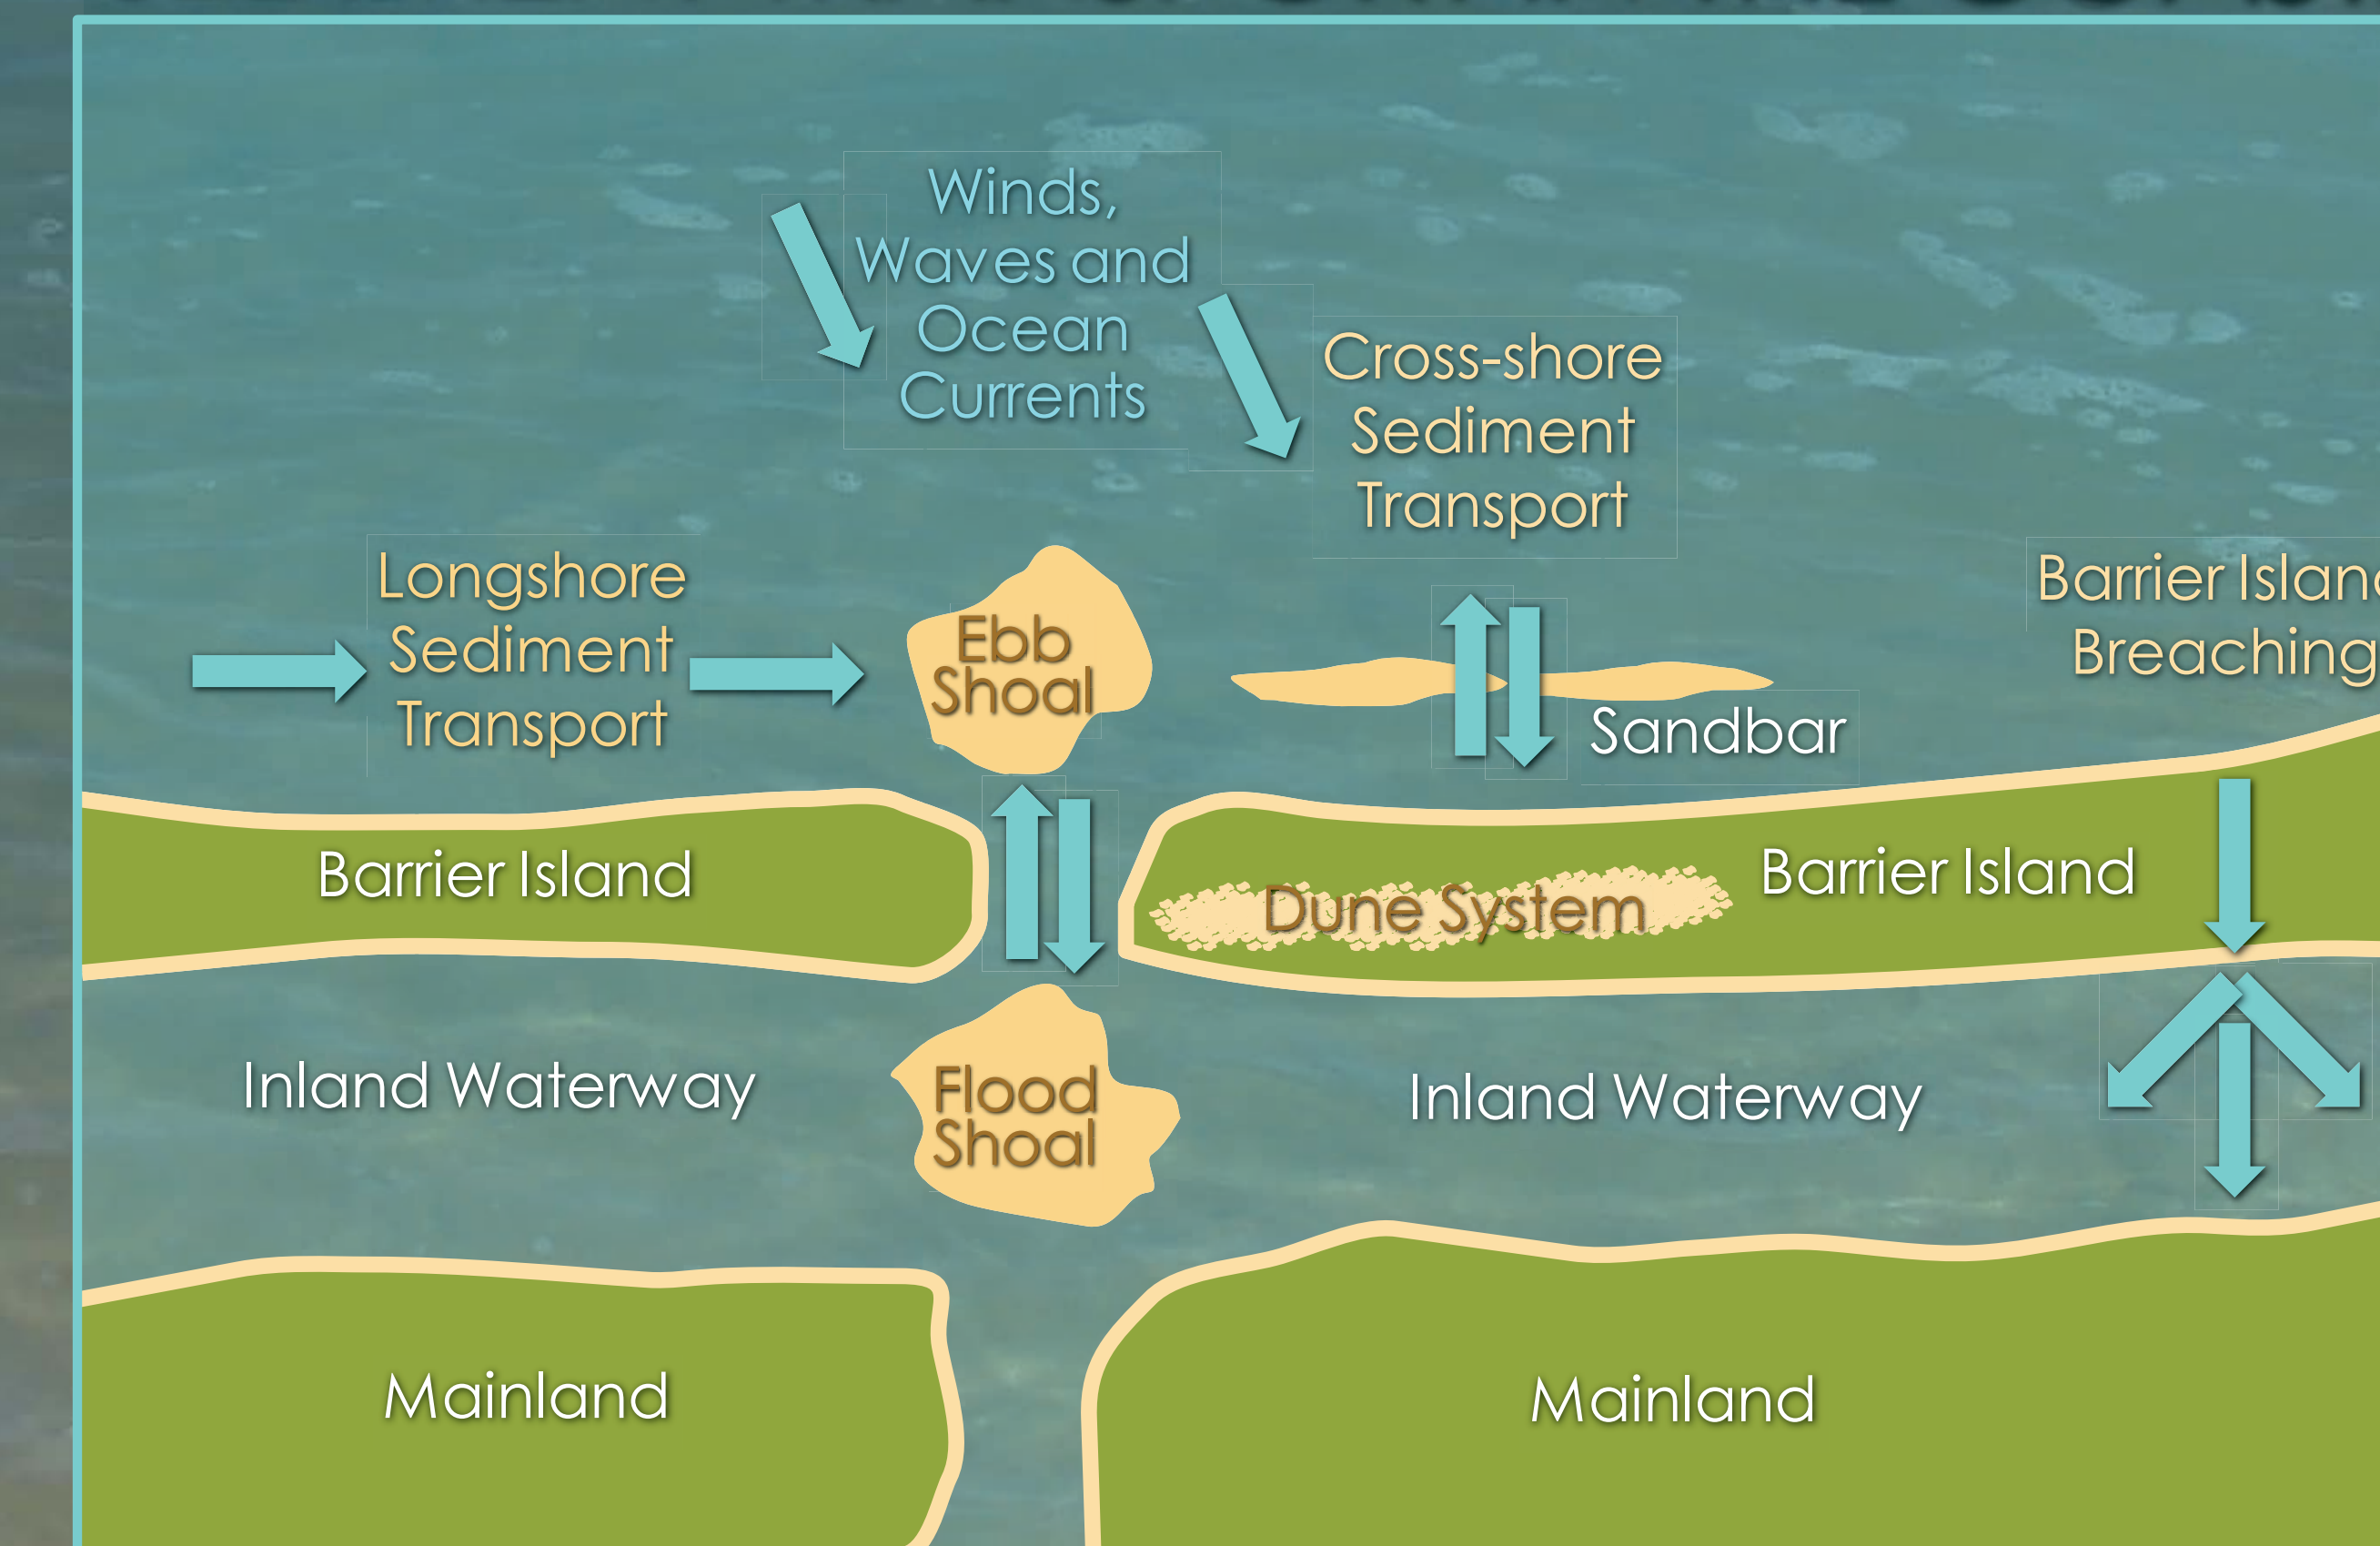 Winds,
Waves and
Ocean
Currents
Cross-shore
Sediment
Transport
Longshore
Sediment
Transport
Ebb
Shoal
Barrier
Breaching
Sandbar
Barrier Island
Dune System
Barrier Island
Inland Waterway
Flood
Shoal
Inland Waterway
Mainland
Mainland